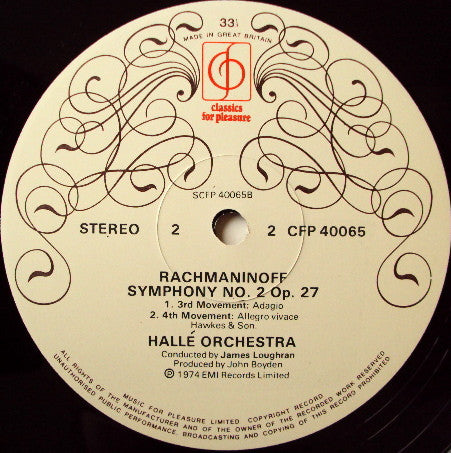 33⅓
MADE IN GREAT BRITAIN
cfp
classics
for pleasure
SCFP 40065B
STEREO 2 2 CFP 40065
RACHMANINOFF
SYMPHONY NO. 2 Op. 27
1. 3rd Movement: Adagio
2. 4th Movement: Allegro vivace
Hawkes & Son.
HALLÉ ORCHESTRA
Conducted by James Loughran
Produced by John Boyden
℗ 1974 EMI Records Limited
MUSIC FOR PLEASURE LIMITED COPYRIGHT RECORD
ALL RIGHTS OF THE MANUFACTURER AND OF THE OWNER OF THE RECORDED WORK RESERVED
UNAUTHORISED PUBLIC PERFORMANCE, BROADCASTING AND COPYING OF THIS RECORD PROHIBITED